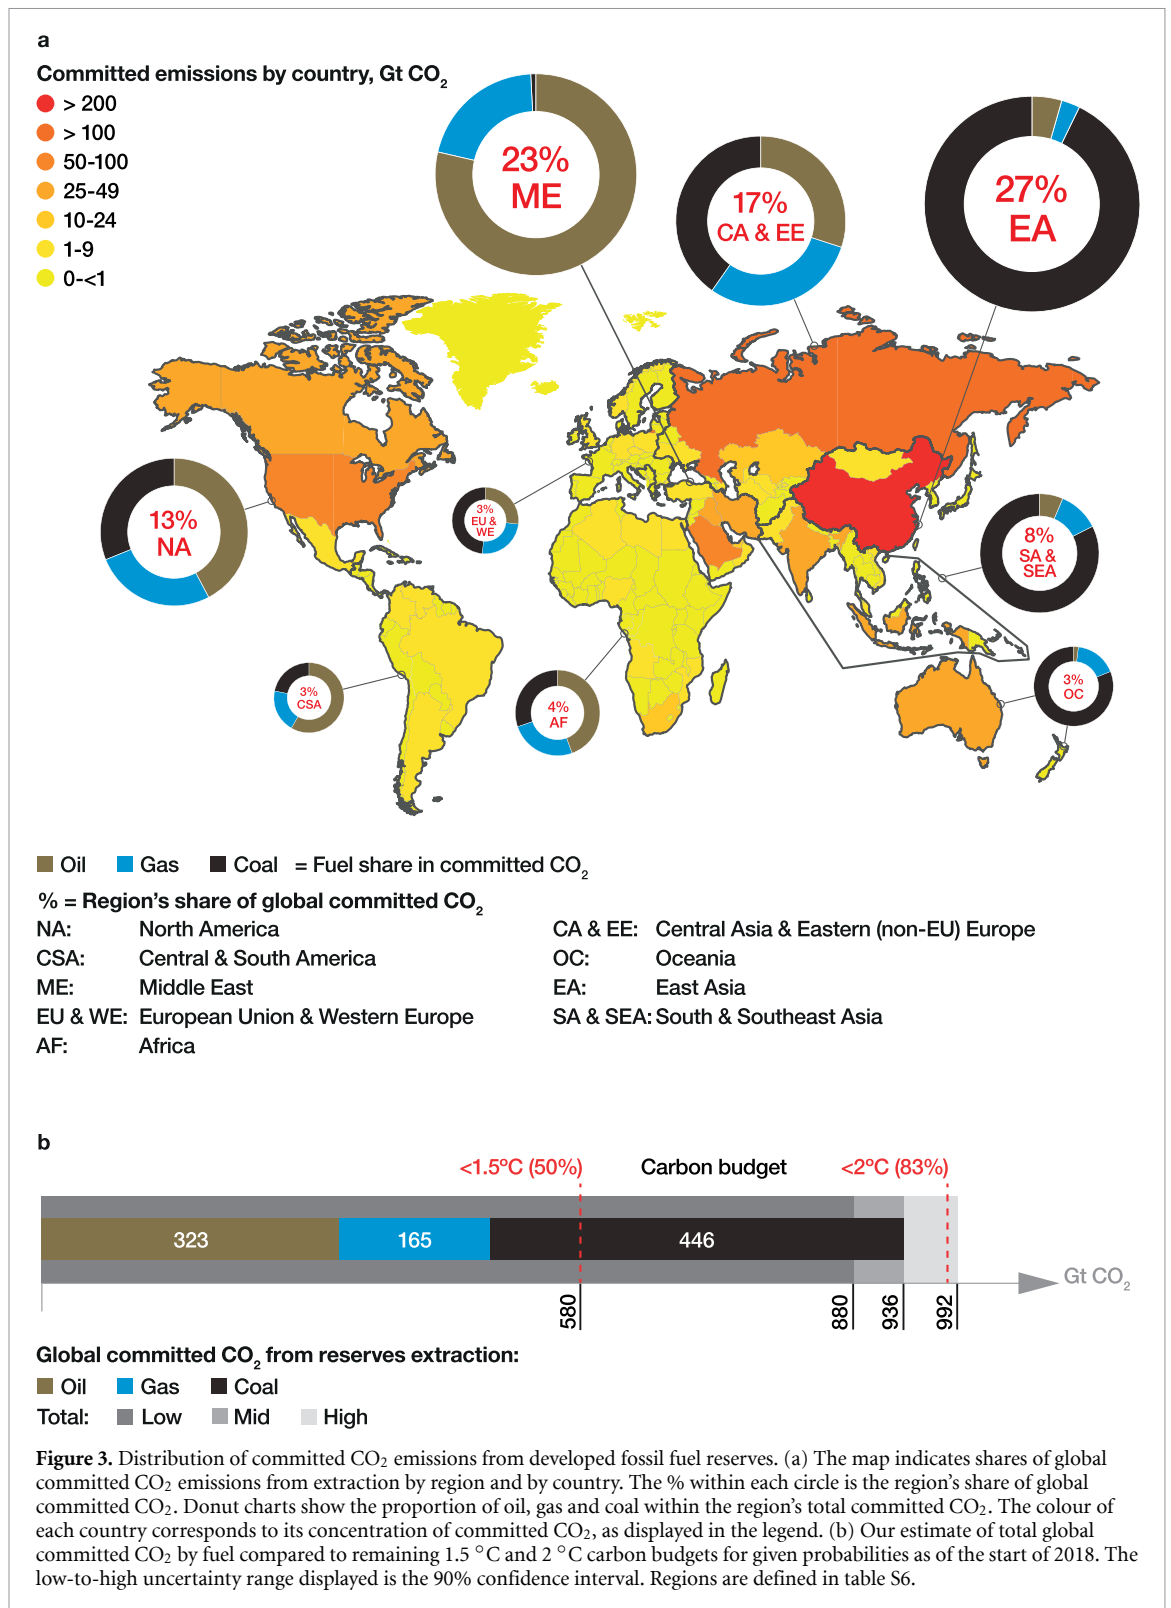 a
Committed emissions by country, Gt CO2
> 200
> 100
50-100
25-49
10-24
1-9
0-<1
23%
ME
17%
CA & EE
27%
EA
13%
NA
3%
EU &
WE
8%
SA &
SEA
3%
CSA
4%
AF
3%
OC
Oil Gas Coal = Fuel share in committed CO2
% = Region's share of global committed CO2
NA: North America
CSA: Central & South America
ME: Middle East
EU & WE: European Union & Western Europe
AF: Africa
CA & EE: Central Asia & Eastern (non-EU) Europe
OC: Oceania
EA: East Asia
SA & SEA: South & Southeast Asia
b
<1.5ºC (50%) Carbon budget <2ºC (83%)
323 165 446
Gt CO2
580 880 936 992
Global committed CO2 from reserves extraction:
Oil Gas Coal
Total: Low Mid High
Figure 3. Distribution of committed CO2 emissions from developed fossil fuel reserves. (a) The map indicates shares of global
committed CO2 emissions from extraction by region and by country. The % within each circle is the region's share of global
committed CO2. Donut charts show the proportion of oil, gas and coal within the region's total committed CO2. The colour of
each country corresponds to its concentration of committed CO2, as displayed in the legend. (b) Our estimate of total global
committed CO2 by fuel compared to remaining 1.5 °C and 2 °C carbon budgets for given probabilities as of the start of 2018. The
low-to-high uncertainty range displayed is the 90% confidence interval. Regions are defined in table S6.